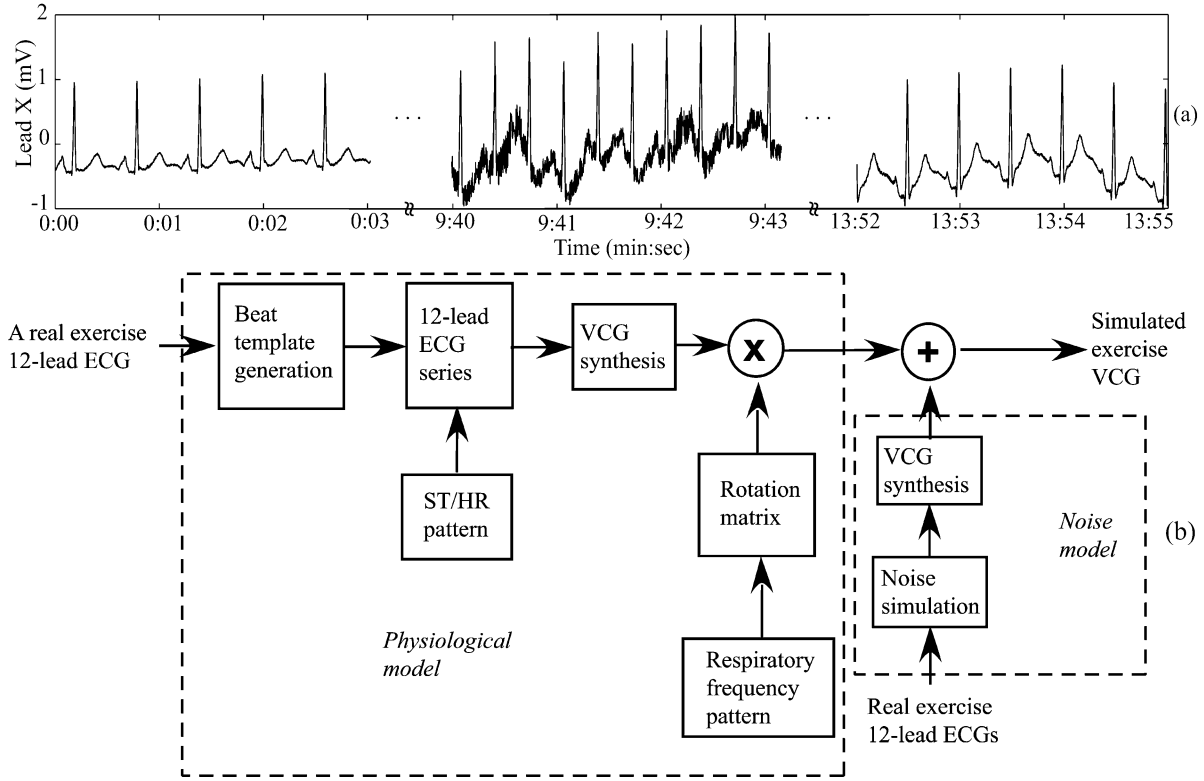 2
1
0
-1
Lead X (mV)
. . .
. . .
(a)
0:00 0:01 0:02 0:03 9:40 9:41 9:42 9:43 13:52 13:53 13:54 13:55
Time (min:sec)
A real exercise
12-lead ECG
Beat
template
generation
12-lead
ECG
series
VCG
synthesis
x
+
Simulated
exercise
VCG
ST/HR
pattern
Rotation
matrix
VCG
synthesis
Noise
model
(b)
Noise
simulation
Physiological
model
Respiratory
frequency
pattern
Real exercise
12-lead ECGs